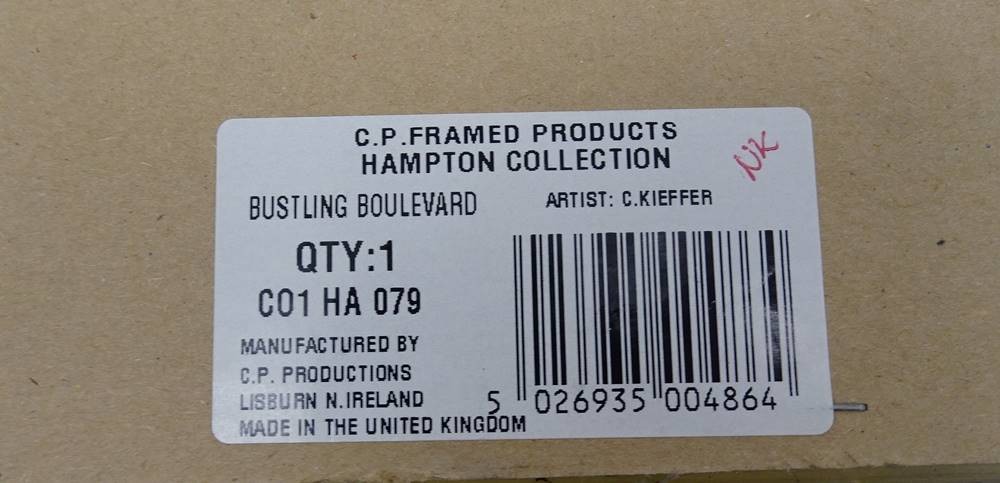 C.P.FRAMED PRODUCTS
HAMPTON COLLECTION
NK
BUSTLING BOULEVARD
ARTIST: C.KIEFFER
QTY:1
CO1 HA 079
MANUFACTURED BY
C.P. PRODUCTIONS
LISBURN N.IRELAND
MADE IN THE UNITED KINGDOM
5 026935 004864